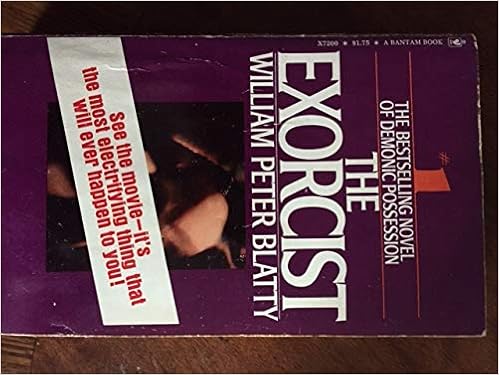 X7200 ★ $1.75 ★ A BANTAM BOOK
#1
THE BESTSELLING NOVEL
OF DEMONIC POSSESSION
THE
EXORCIST
WILLIAM PETER BLATTY
See the movie—it's
the most electrifying thing that
will ever happen to you!